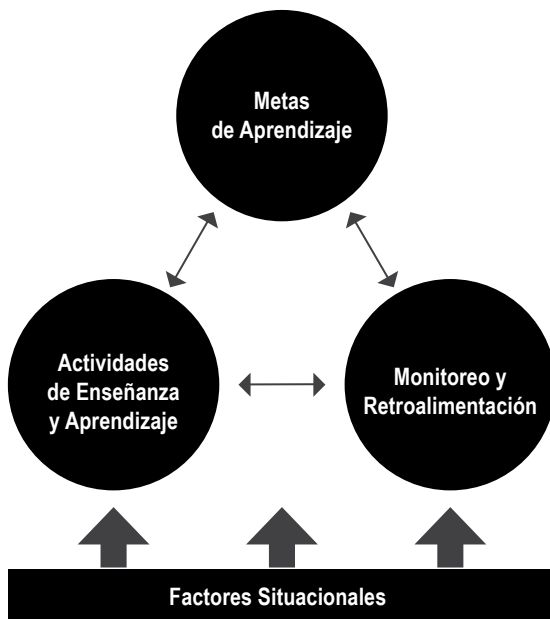 Metas
de Aprendizaje
Actividades
de Enseñanza
y Aprendizaje
Monitoreo y
Retroalimentación
Factores Situacionales